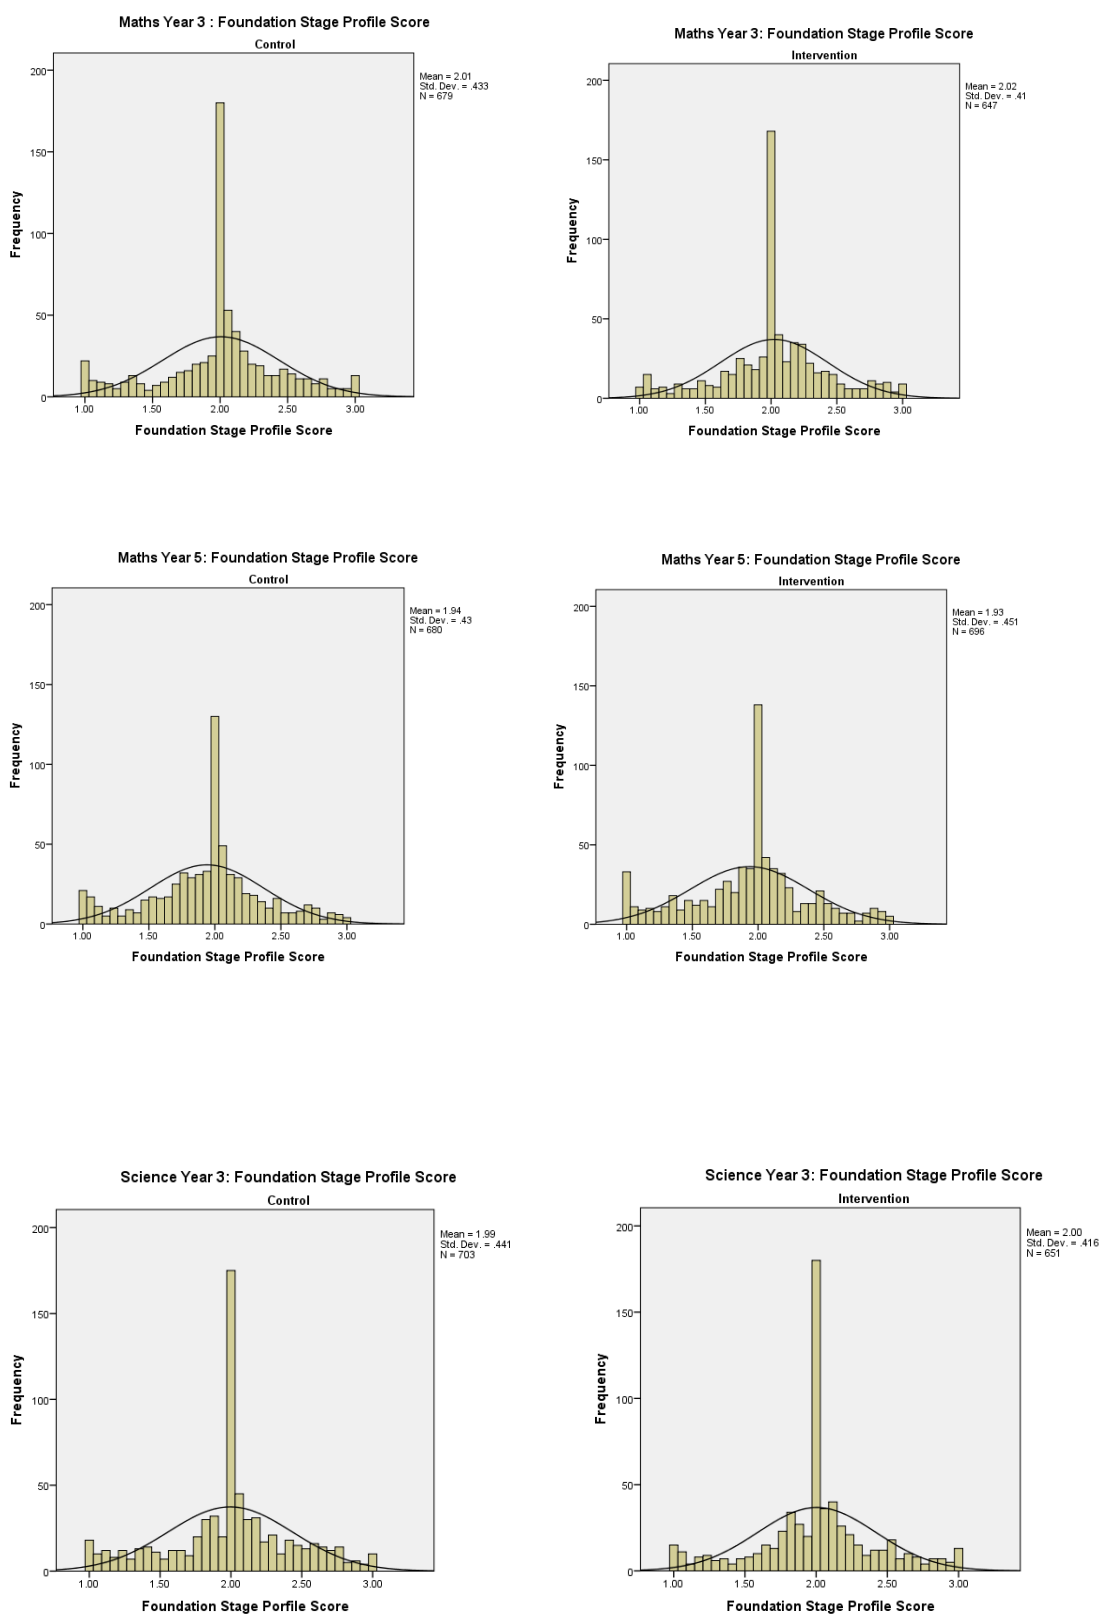 Maths Year 3 : Foundation Stage Profile Score
Control
Mean = 2.01
Std. Dev. = .433
N = 679
200
150
100
50
0
Frequency
1.00 1.50 2.00 2.50 3.00
Foundation Stage Profile Score
Maths Year 3: Foundation Stage Profile Score
Intervention
Mean = 2.02
Std. Dev. = .41
N = 647
200
150
100
50
0
Frequency
1.00 1.50 2.00 2.50 3.00
Foundation Stage Profile Score
Maths Year 5: Foundation Stage Profile Score
Control
Mean = 1.94
Std. Dev. = .43
N = 680
200
150
100
50
0
Frequency
1.00 1.50 2.00 2.50 3.00
Foundation Stage Profile Score
Maths Year 5: Foundation Stage Profile Score
Intervention
Mean = 1.93
Std. Dev. = .451
N = 696
200
150
100
50
0
Frequency
1.00 1.50 2.00 2.50 3.00
Foundation Stage Profile Score
Science Year 3: Foundation Stage Profile Score
Control
Mean = 1.99
Std. Dev. = .441
N = 703
200
150
100
50
0
Frequency
1.00 1.50 2.00 2.50 3.00
Foundation Stage Porfile Score
Science Year 3: Foundation Stage Profile Score
Intervention
Mean = 2.00
Std. Dev. = .416
N = 651
200
150
100
50
0
Frequency
1.00 1.50 2.00 2.50 3.00
Foundation Stage Profile Score